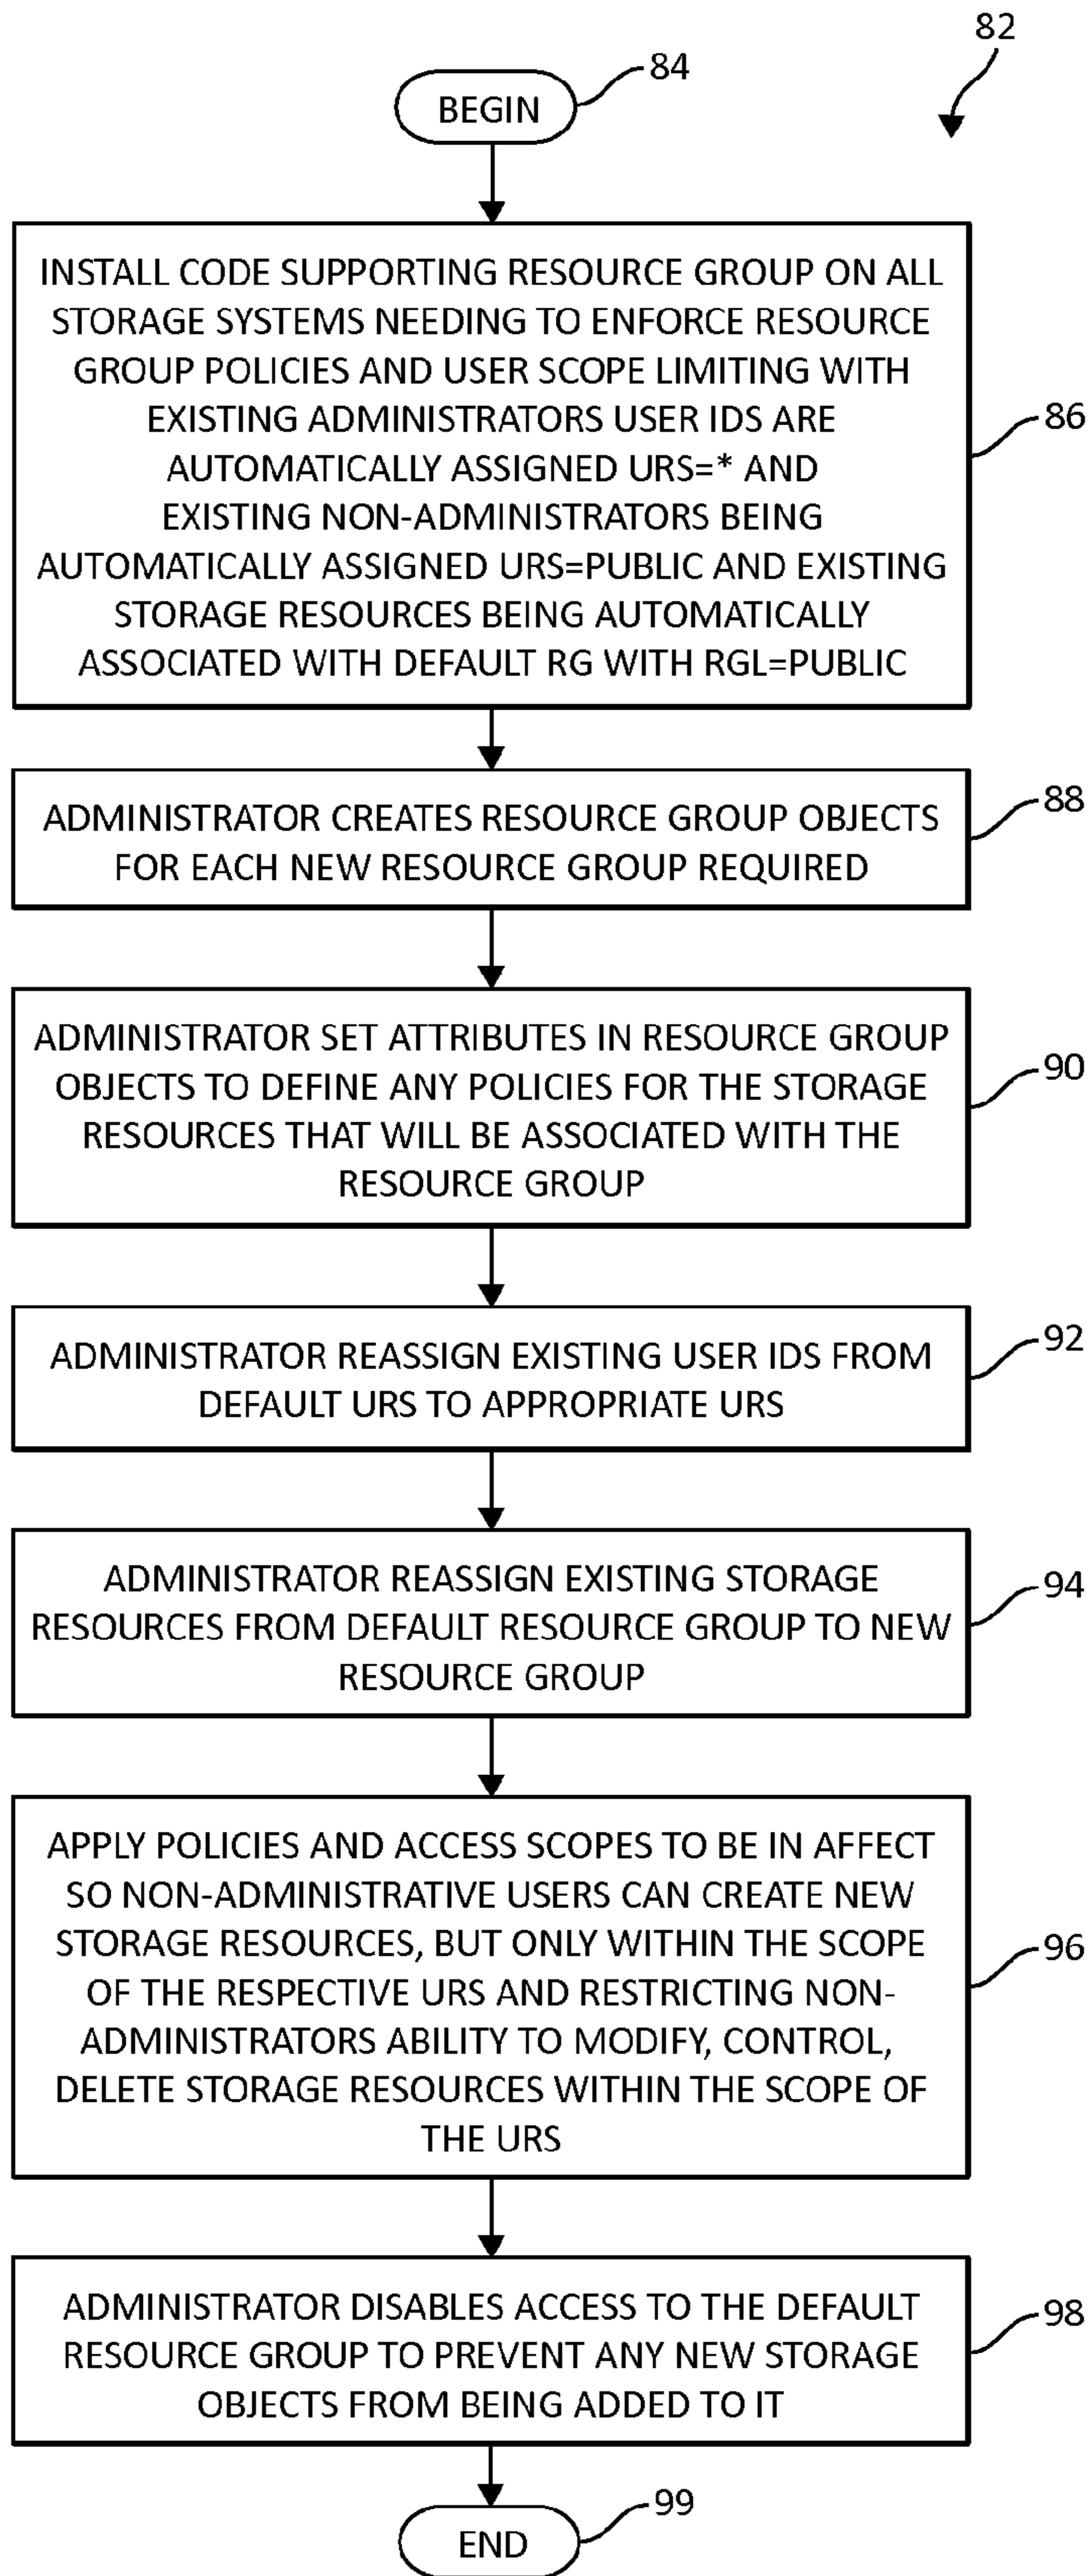 82
84
BEGIN
INSTALL CODE SUPPORTING RESOURCE GROUP ON ALL
STORAGE SYSTEMS NEEDING TO ENFORCE RESOURCE
GROUP POLICIES AND USER SCOPE LIMITING WITH
EXISTING ADMINISTRATORS USER IDS ARE
AUTOMATICALLY ASSIGNED URS=* AND
EXISTING NON-ADMINISTRATORS BEING
AUTOMATICALLY ASSIGNED URS=PUBLIC AND EXISTING
STORAGE RESOURCES BEING AUTOMATICALLY
ASSOCIATED WITH DEFAULT RG WITH RGL=PUBLIC
86
ADMINISTRATOR CREATES RESOURCE GROUP OBJECTS
FOR EACH NEW RESOURCE GROUP REQUIRED
88
ADMINISTRATOR SET ATTRIBUTES IN RESOURCE GROUP
OBJECTS TO DEFINE ANY POLICIES FOR THE STORAGE
RESOURCES THAT WILL BE ASSOCIATED WITH THE
RESOURCE GROUP
90
ADMINISTRATOR REASSIGN EXISTING USER IDS FROM
DEFAULT URS TO APPROPRIATE URS
92
ADMINISTRATOR REASSIGN EXISTING STORAGE
RESOURCES FROM DEFAULT RESOURCE GROUP TO NEW
RESOURCE GROUP
94
APPLY POLICIES AND ACCESS SCOPES TO BE IN AFFECT
SO NON-ADMINISTRATIVE USERS CAN CREATE NEW
STORAGE RESOURCES, BUT ONLY WITHIN THE SCOPE
OF THE RESPECTIVE URS AND RESTRICTING NON-
ADMINISTRATORS ABILITY TO MODIFY, CONTROL,
DELETE STORAGE RESOURCES WITHIN THE SCOPE OF
THE URS
96
ADMINISTRATOR DISABLES ACCESS TO THE DEFAULT
RESOURCE GROUP TO PREVENT ANY NEW STORAGE
OBJECTS FROM BEING ADDED TO IT
98
99
END